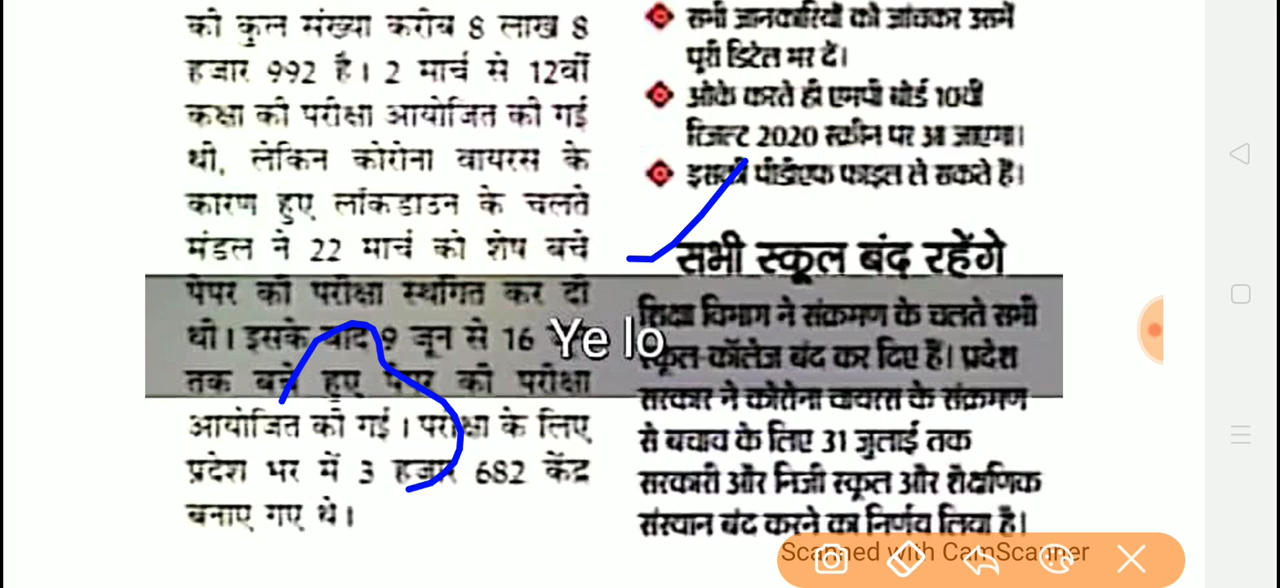 की कुल संख्या करीब 8 लाख 8
हजार 992 है। 2 मार्च से 12वीं
कक्षा की परीक्षा आयोजित की गई
थी, लेकिन कोरोना वायरस के
कारण हुए लॉकडाउन के चलते
मंडल ने 22 मार्च को शेष बचे
पेपर की परीक्षा स्थगित कर दी
थी। इसके बाद 9 जून से 16
तक बचे हुए पेपर की परीक्षा
आयोजित की गई। परीक्षा के लिए
प्रदेश भर में 3 हजार 682 केंद्र
बनाए गए थे।
सभी जानकारियों को जांचकर उसमें
पूरी डिटेल भर दें।
ओके करते ही एमपी बोर्ड 10वीं
रिजल्ट 2020 स्क्रीन पर आ जाएगा।
इसकी पीडीएफ फाइल ले सकते हैं।
सभी स्कूल बंद रहेंगे
शिक्षा विभाग ने संक्रमण के चलते सभी
स्कूल-कॉलेज बंद कर दिए हैं। प्रदेश
सरकार ने कोरोना वायरस के संक्रमण
से बचाव के लिए 31 जुलाई तक
सरकारी और निजी स्कूल और शैक्षणिक
संस्थान बंद करने का निर्णय लिया है।
Ye lo
Scanned with CamScanner